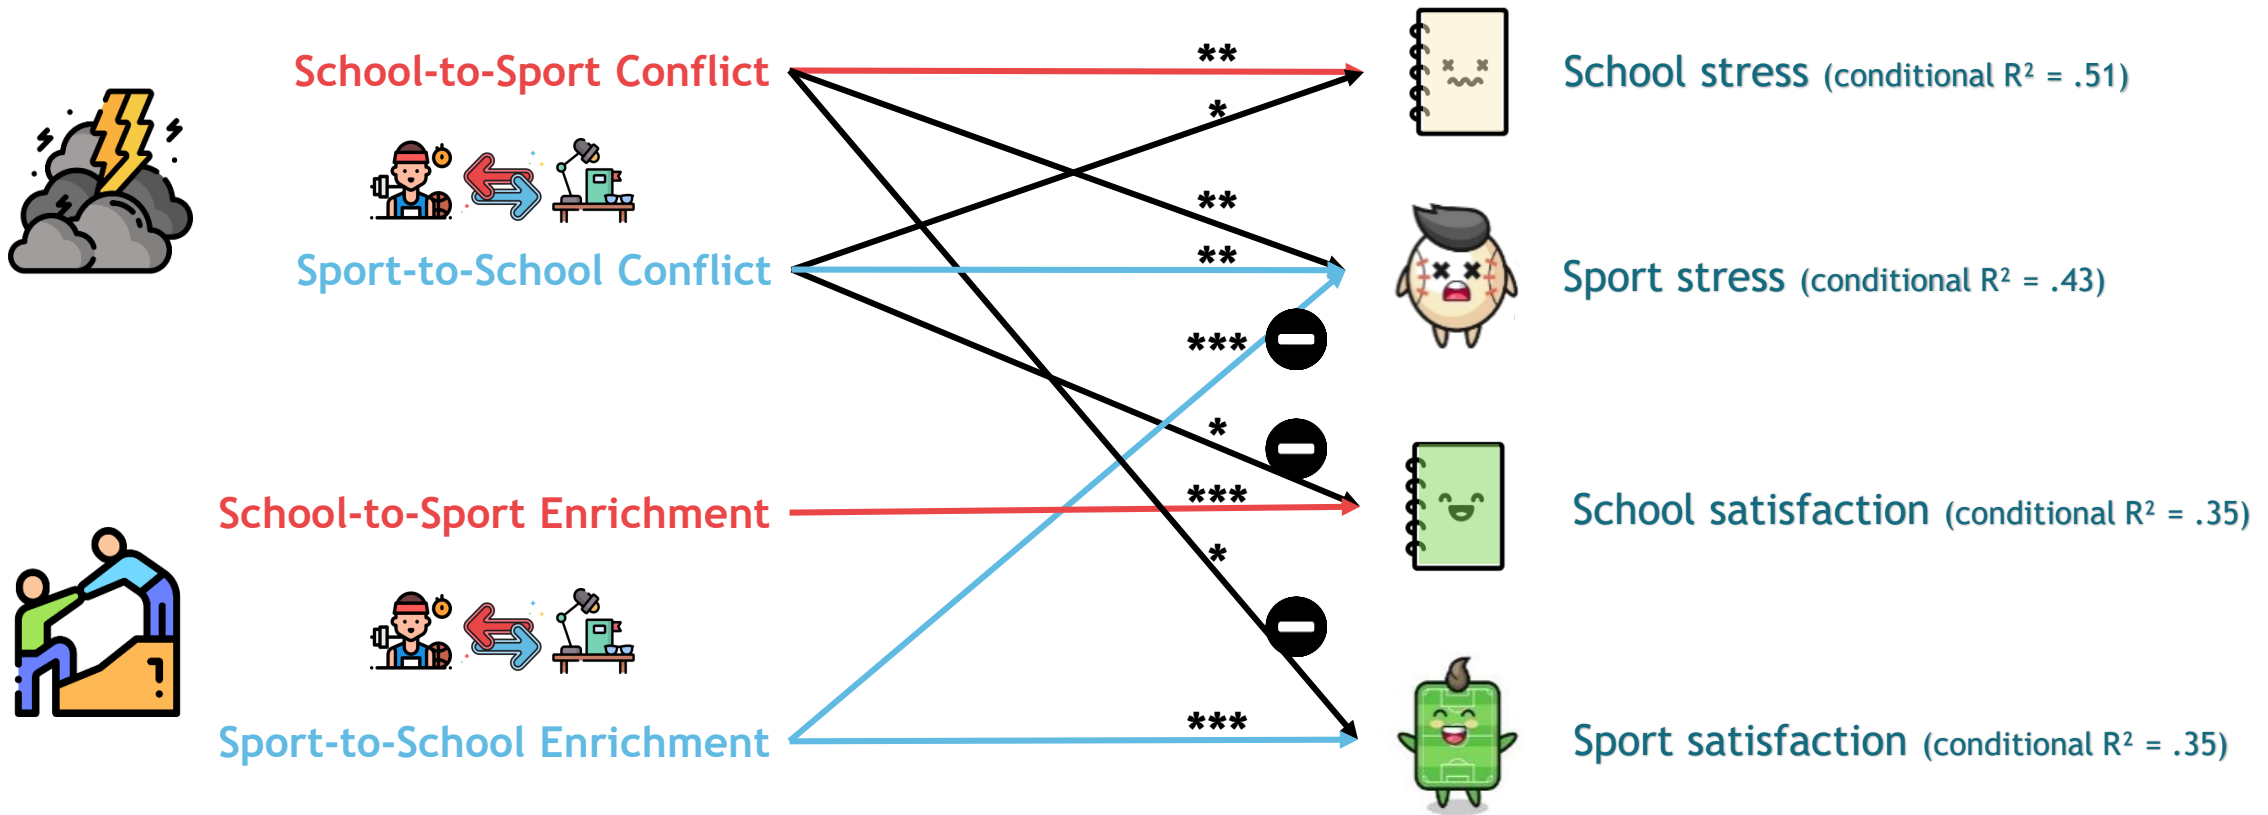 School-to-Sport Conflict
**
School stress (conditional R² = .51)
*
**
Sport-to-School Conflict
**
Sport stress (conditional R² = .43)
***
*
School-to-Sport Enrichment
***
School satisfaction (conditional R² = .35)
*
Sport-to-School Enrichment
***
Sport satisfaction (conditional R² = .35)